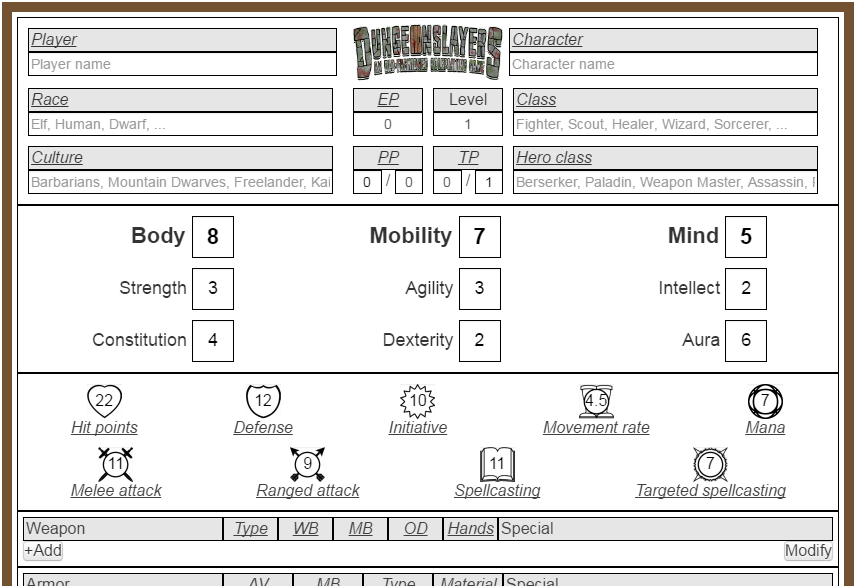 Player
DUNGEONSLAYERS
Character
Player name
Character name
Race
EP
Level
Class
Elf, Human, Dwarf, ...
0
1
Fighter, Scout, Healer, Wizard, Sorcerer, ...
Culture
PP
TP
Hero class
Barbarians, Mountain Dwarves, Freelander, Kai
0 / 0
0 / 1
Berserker, Paladin, Weapon Master, Assassin,
Body 8
Mobility 7
Mind 5
Strength 3
Agility 3
Intellect 2
Constitution 4
Dexterity 2
Aura 6
22
12
10
4.5
7
Hit points
Defense
Initiative
Movement rate
Mana
11
9
11
7
Melee attack
Ranged attack
Spellcasting
Targeted spellcasting
Weapon Type WB MB OD Hands Special
+Add
Modify
Armor AV MB Type Material Special